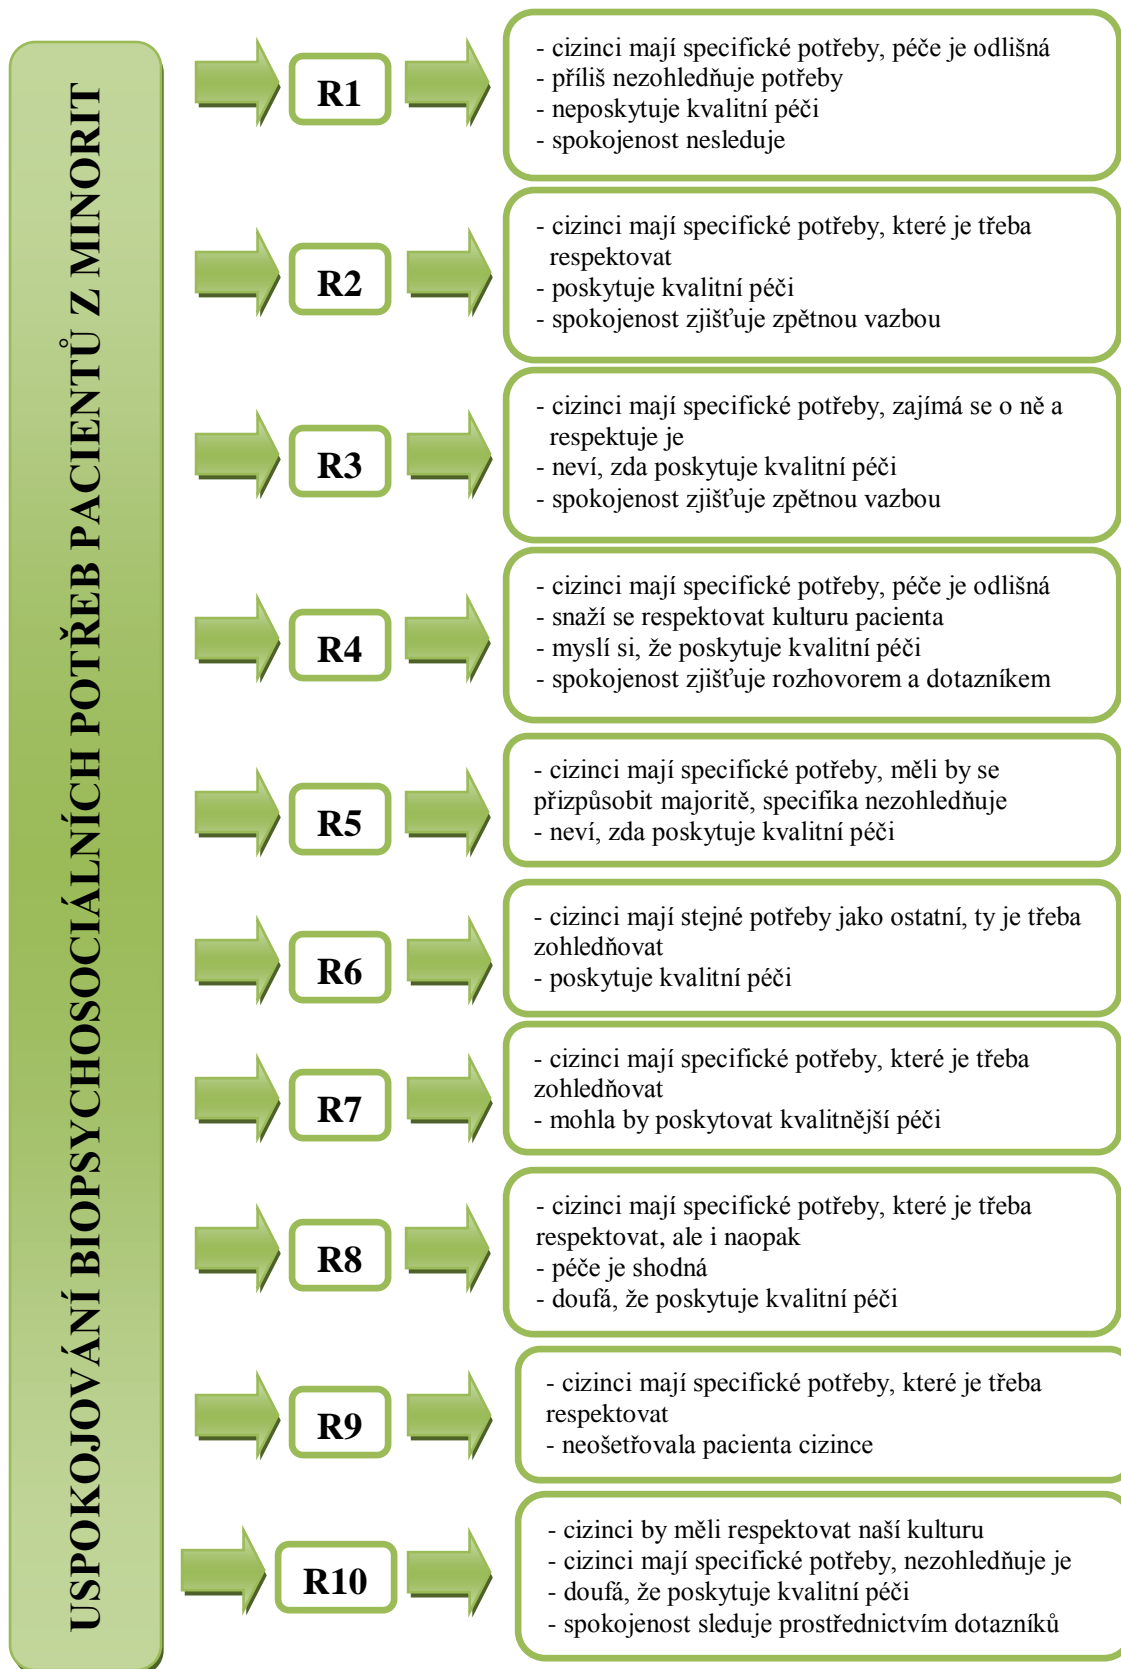 USPOKOJOVÁNÍ BIOPSYCHOSOCIÁLNÍCH POTŘEB PACIENTŮ Z MINORIT
R1
- cizinci mají specifické potřeby, péče je odlišná
- příliš nezohledňuje potřeby
- neposkytuje kvalitní péči
- spokojenost nesleduje
R2
- cizinci mají specifické potřeby, které je třeba
respektovat
- poskytuje kvalitní péči
- spokojenost zjišťuje zpětnou vazbou
R3
- cizinci mají specifické potřeby, zajímá se o ně a
respektuje je
- neví, zda poskytuje kvalitní péči
- spokojenost zjišťuje zpětnou vazbou
R4
- cizinci mají specifické potřeby, péče je odlišná
- snaží se respektovat kulturu pacienta
- myslí si, že poskytuje kvalitní péči
- spokojenost zjišťuje rozhovorem a dotazníkem
R5
- cizinci mají specifické potřeby, měli by se
přizpůsobit majoritě, specifika nezohledňuje
- neví, zda poskytuje kvalitní péči
R6
- cizinci mají stejné potřeby jako ostatní, ty je třeba
zohledňovat
- poskytuje kvalitní péči
R7
- cizinci mají specifické potřeby, které je třeba
zohledňovat
- mohla by poskytovat kvalitnější péči
R8
- cizinci mají specifické potřeby, které je třeba
respektovat, ale i naopak
- péče je shodná
- doufá, že poskytuje kvalitní péči
R9
- cizinci mají specifické potřeby, které je třeba
respektovat
- neošetřovala pacienta cizince
R10
- cizinci by měli respektovat naší kulturu
- cizinci mají specifické potřeby, nezohledňuje je
- doufá, že poskytuje kvalitní péči
- spokojenost sleduje prostřednictvím dotazníků